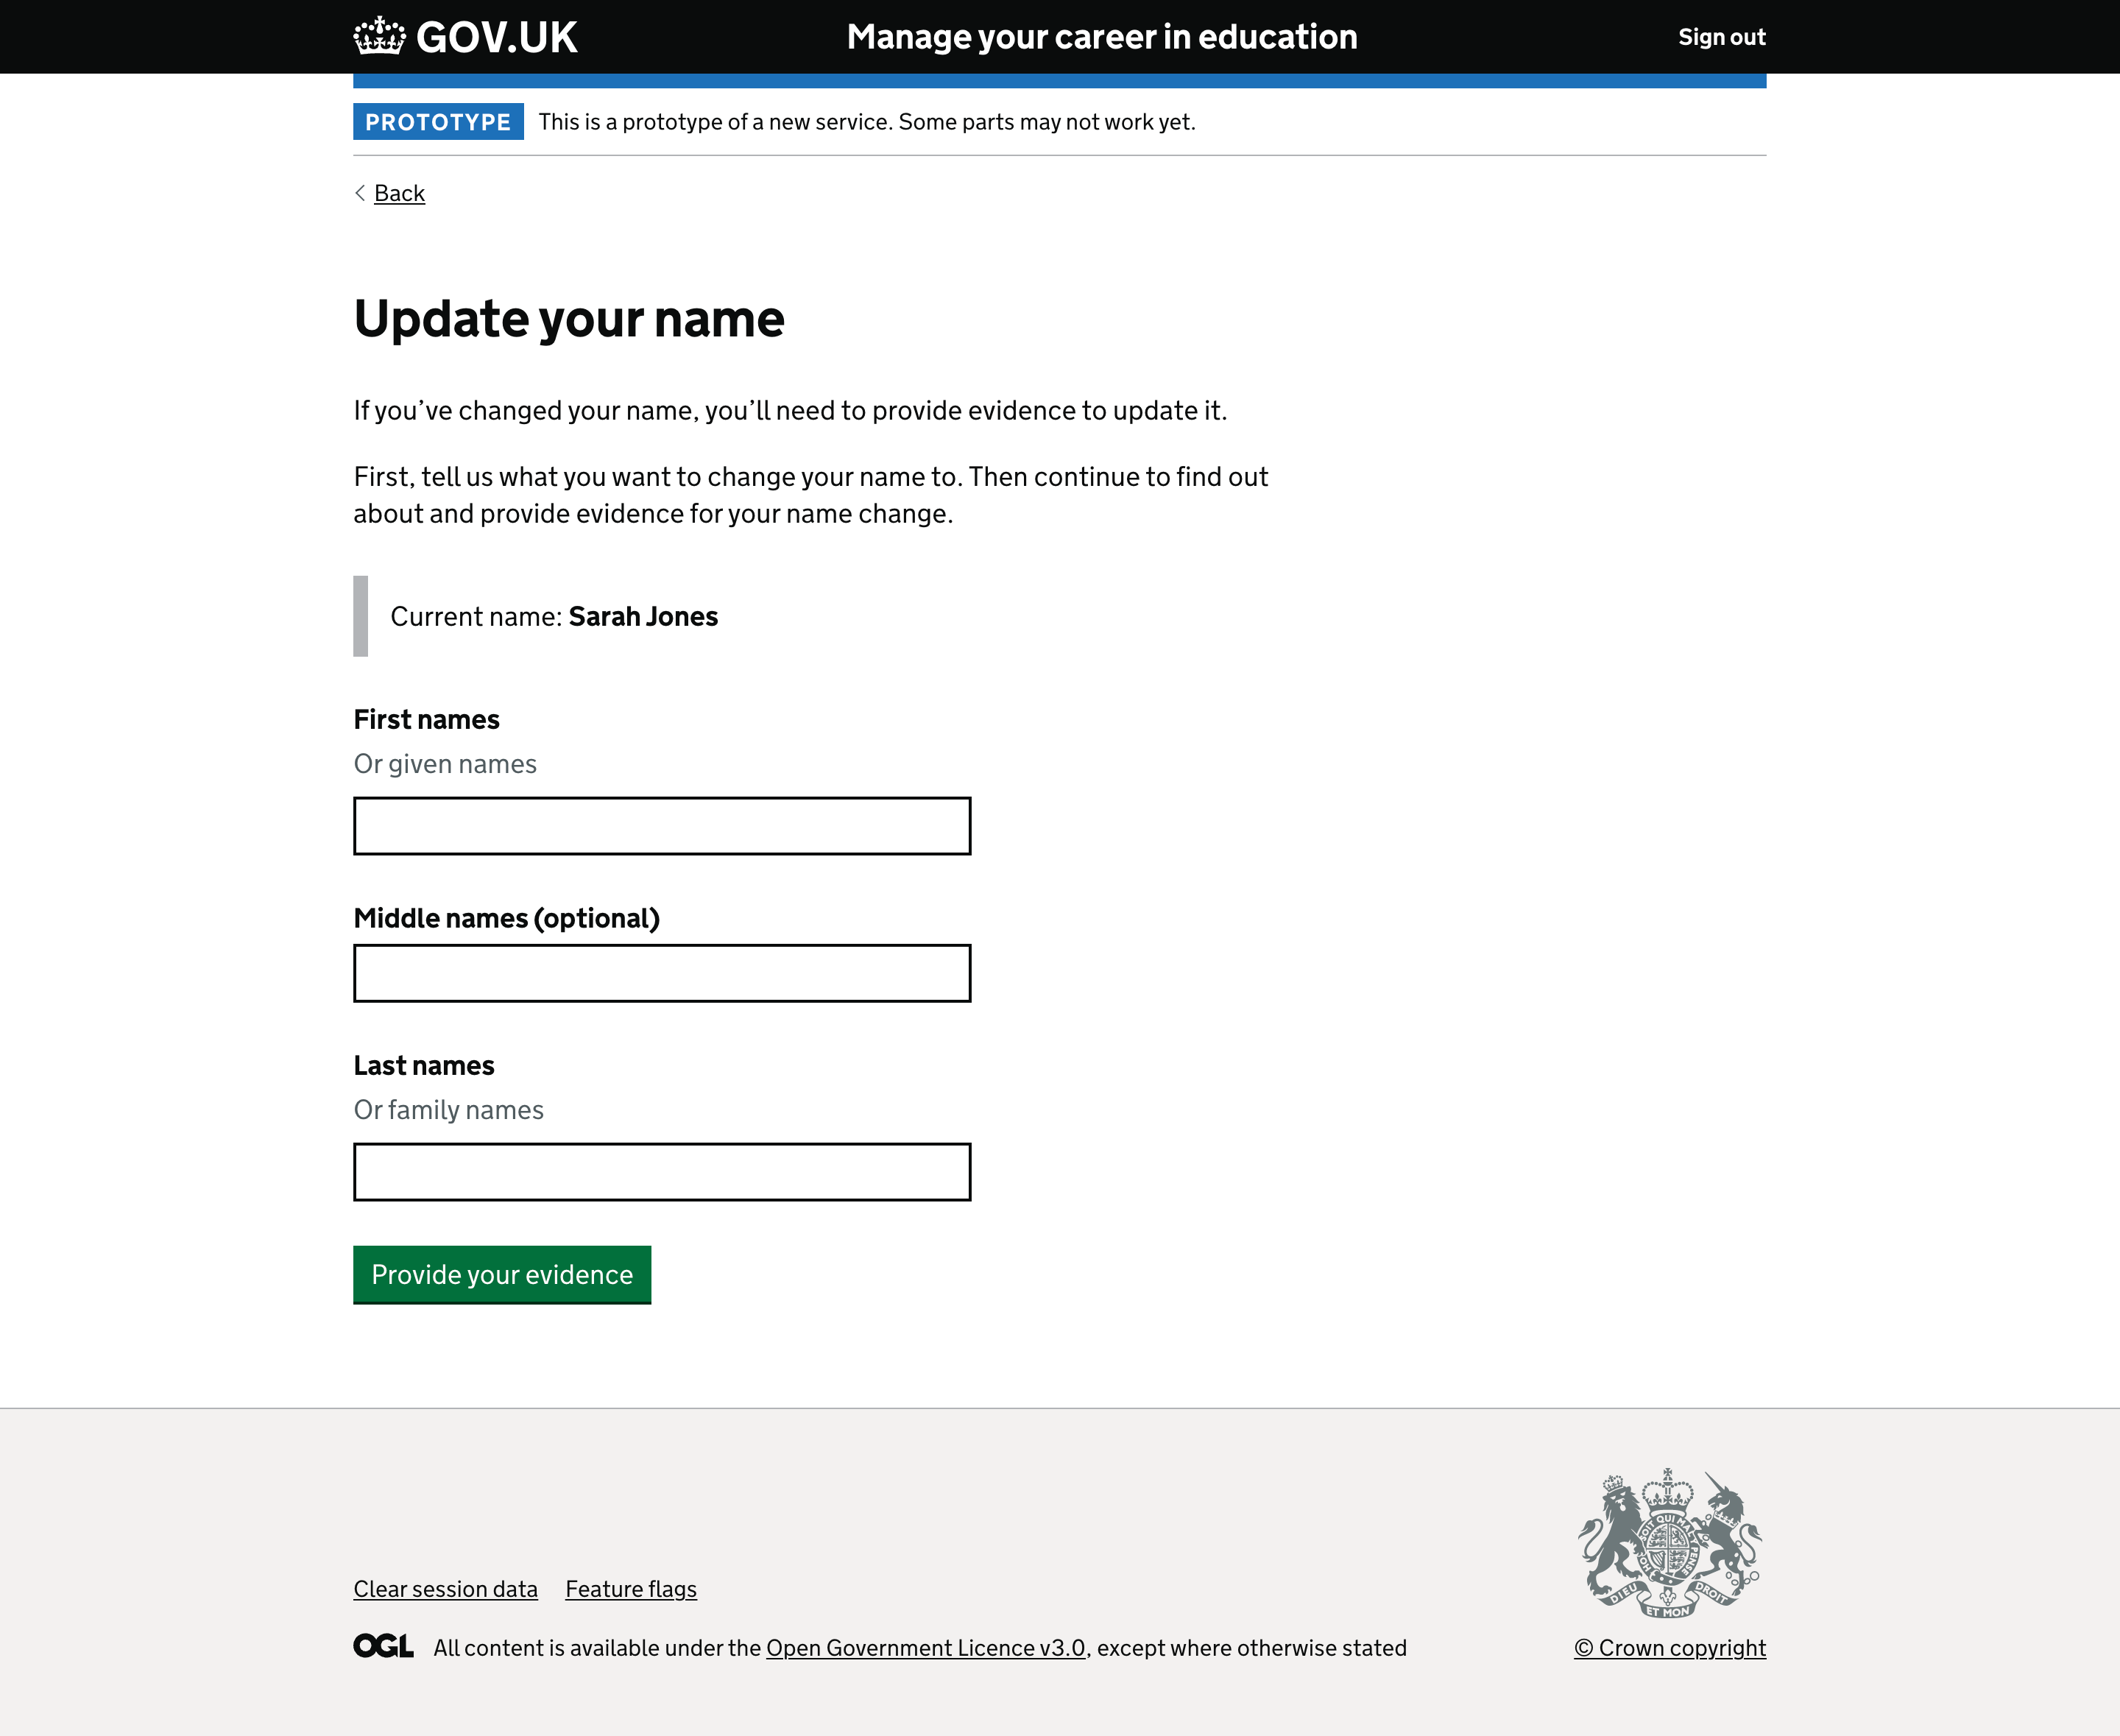 GOV.UK
Manage your career in education
Sign out
PROTOTYPE
This is a prototype of a new service. Some parts may not work yet.
Back
Update your name
If you’ve changed your name, you’ll need to provide evidence to update it.
First, tell us what you want to change your name to. Then continue to find out
about and provide evidence for your name change.
Current name: Sarah Jones
First names
Or given names
Middle names (optional)
Last names
Or family names
Provide your evidence
SOIT QUI MAL
PENSE
DIEU
ET MON
DROIT
Clear session data
Feature flags
OGL
All content is available under the Open Government Licence v3.0, except where otherwise stated
© Crown copyright